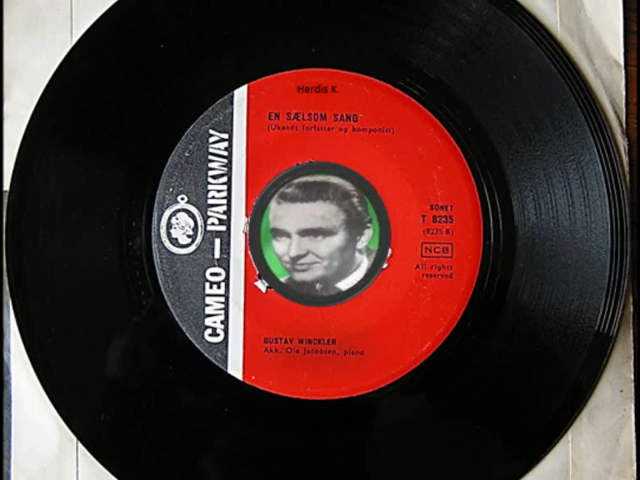 Herdis K.
EN SÆLSOM SANG
(Ukendt forfatter og komponist)
CAMEO — PARKWAY
SONET
T 8235
(8235 B)
NCB
All rights
reserved
GUSTAV WINCKLER
Akk. Ole Jacobsen, piano